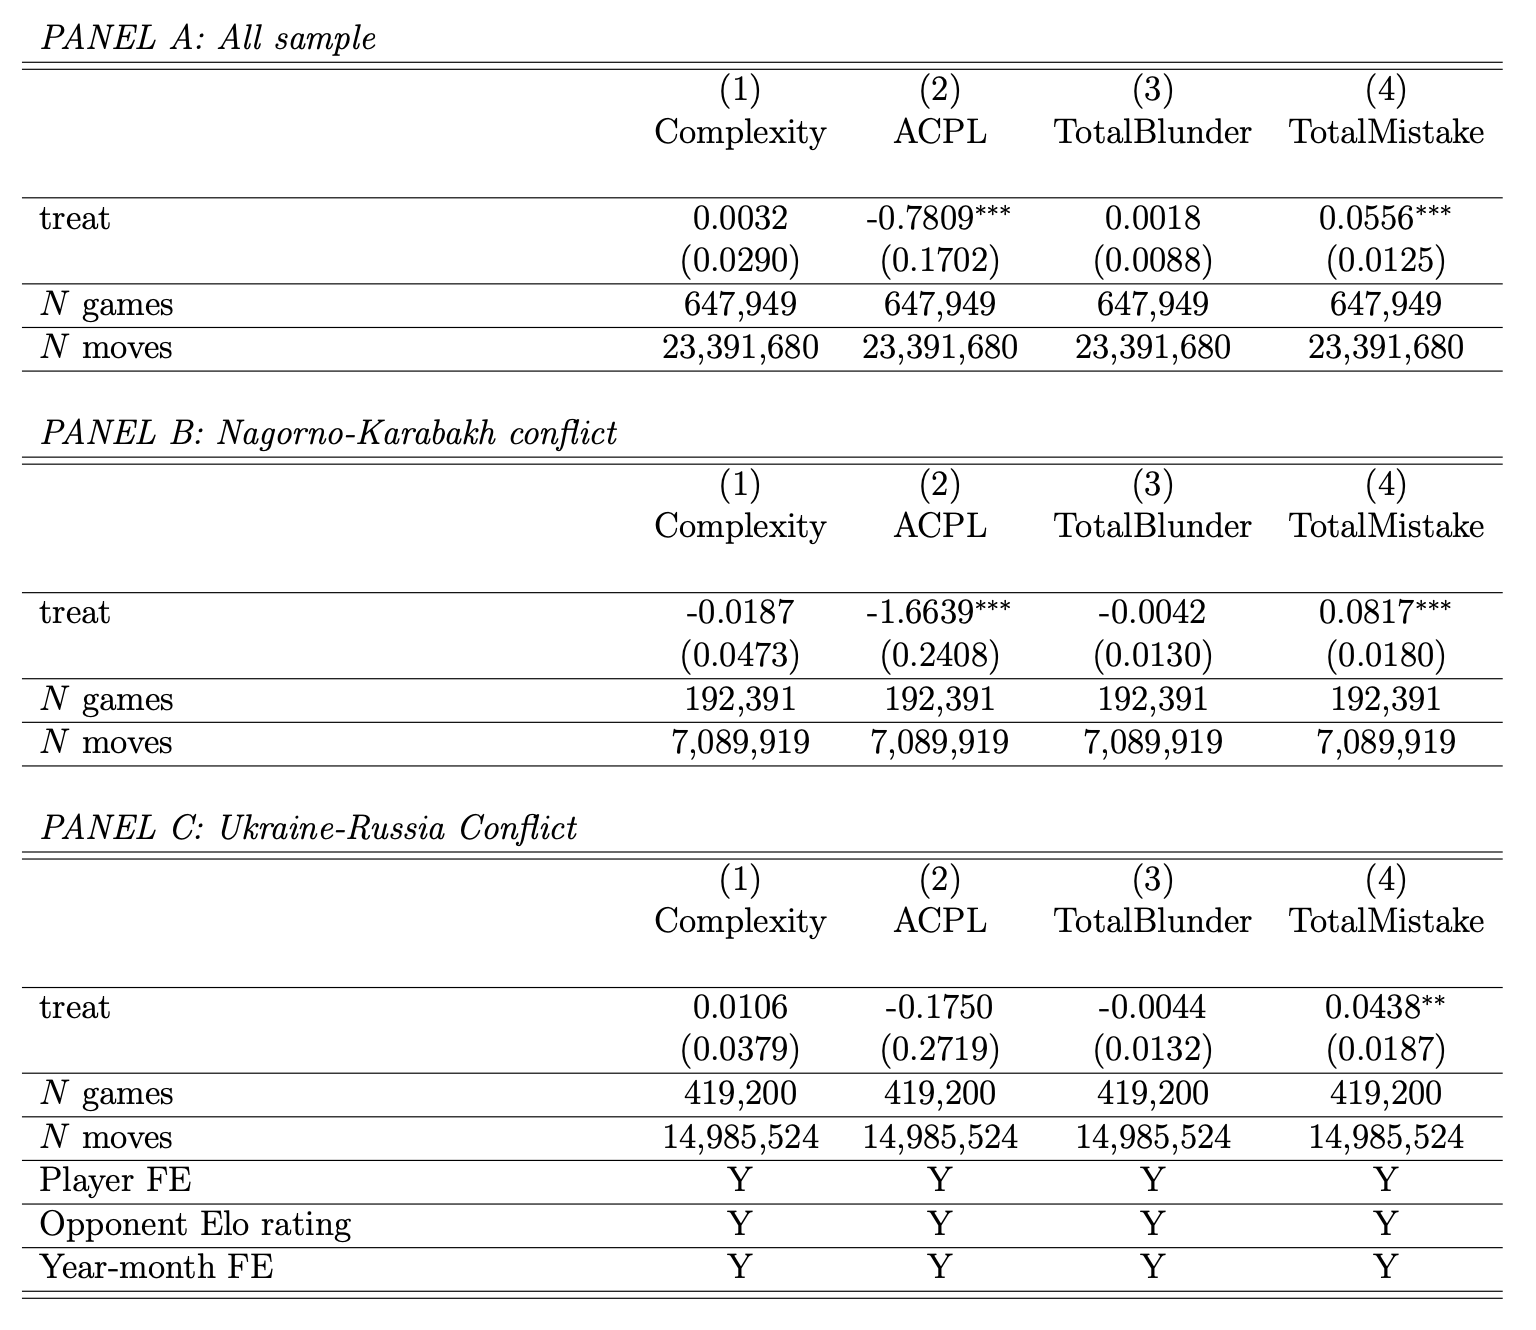 PANEL A: All sample
(1) (2) (3) (4)
Complexity ACPL TotalBlunder TotalMistake
treat 0.0032 -0.7809*** 0.0018 0.0556***
(0.0290) (0.1702) (0.0088) (0.0125)
N games 647,949 647,949 647,949 647,949
N moves 23,391,680 23,391,680 23,391,680 23,391,680
PANEL B: Nagorno-Karabakh conflict
(1) (2) (3) (4)
Complexity ACPL TotalBlunder TotalMistake
treat -0.0187 -1.6639*** -0.0042 0.0817***
(0.0473) (0.2408) (0.0130) (0.0180)
N games 192,391 192,391 192,391 192,391
N moves 7,089,919 7,089,919 7,089,919 7,089,919
PANEL C: Ukraine-Russia Conflict
(1) (2) (3) (4)
Complexity ACPL TotalBlunder TotalMistake
treat 0.0106 -0.1750 -0.0044 0.0438**
(0.0379) (0.2719) (0.0132) (0.0187)
N games 419,200 419,200 419,200 419,200
N moves 14,985,524 14,985,524 14,985,524 14,985,524
Player FE Y Y Y Y
Opponent Elo rating Y Y Y Y
Year-month FE Y Y Y Y